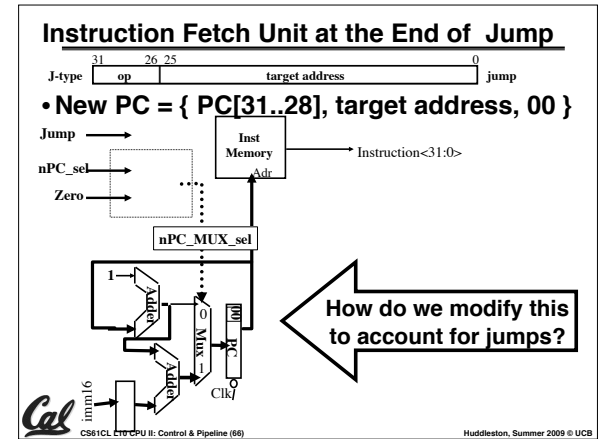 Instruction Fetch Unit at the End of Jump
31 26 25 0
J-type op target address jump
• New PC = { PC[31..28], target address, 00 }
Jump
Inst
Memory
Adr
Instruction<31:0>
nPC_sel
Zero
nPC_MUX_sel
1
Adder
0
Mux
1
00
PC
Adder
Clk
imm16
How do we modify this
to account for jumps?
Cal
CS61CL L10 CPU II: Control & Pipeline (66)
Huddleston, Summer 2009 © UCB